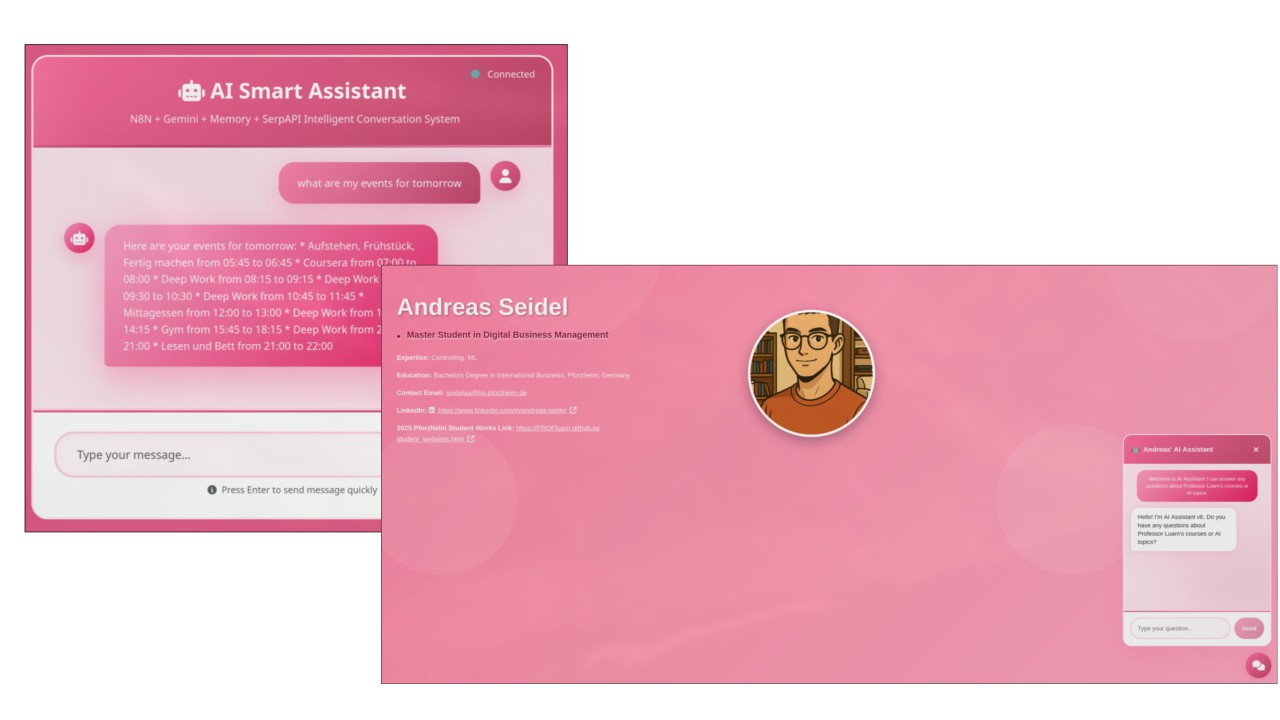 Connected
AI Smart Assistant
N8N + Gemini + Memory + SerpAPI Intelligent Conversation System
what are my events for tomorrow
Here are your events for tomorrow: * Aufstehen, Frühstück,
Fertig machen from 05:45 to 06:45 * Coursera from 07:00 to
08:00 * Deep Work from 08:15 to 09:15 * Deep Work
09:30 to 10:30 * Deep Work from 10:45 to 11:45 *
Mittagessen from 12:00 to 13:00 * Deep Work from 1
14:15 * Gym from 15:45 to 18:15 * Deep Work from 2
21:00 * Lesen und Bett from 21:00 to 22:00
Type your message...
Press Enter to send message quickly
Andreas Seidel
Master Student in Digital Business Management
Expertise: Controlling, ML
Education: Bachelors Degree in International Business, Pforzheim, Germany
Contact Email: seidelaa@hs-pforzheim.de
LinkedIn: https://www.linkedin.com/in/andreas-seidel
2025 Pforzheim Student Works Link: https://PROFluarn.github.io/
student_websites.html
Andreas' AI Assistant
Welcome to AI Assistant! I can answer any
questions about Professor Luarn's courses or
AI topics.
Hello! I'm AI Assistant v6. Do you
have any questions about
Professor Luarn's courses or AI
topics?
Type your question...
Send